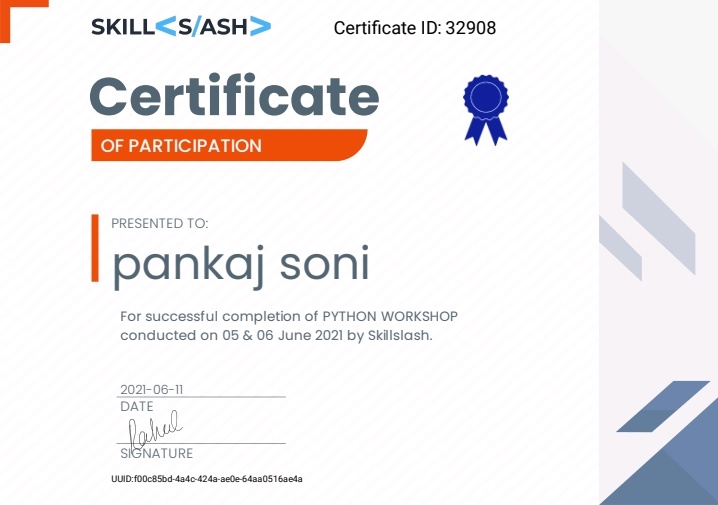 SKILL<S/ASH>
Certificate ID: 32908
Certificate
OF PARTICIPATION
PRESENTED TO:
pankaj soni
For successful completion of PYTHON WORKSHOP
conducted on 05 & 06 June 2021 by Skillslash.
2021-06-11
DATE
Rahul
SIGNATURE
UUID:f00c85bd-4a4c-424a-ae0e-64aa0516ae4a